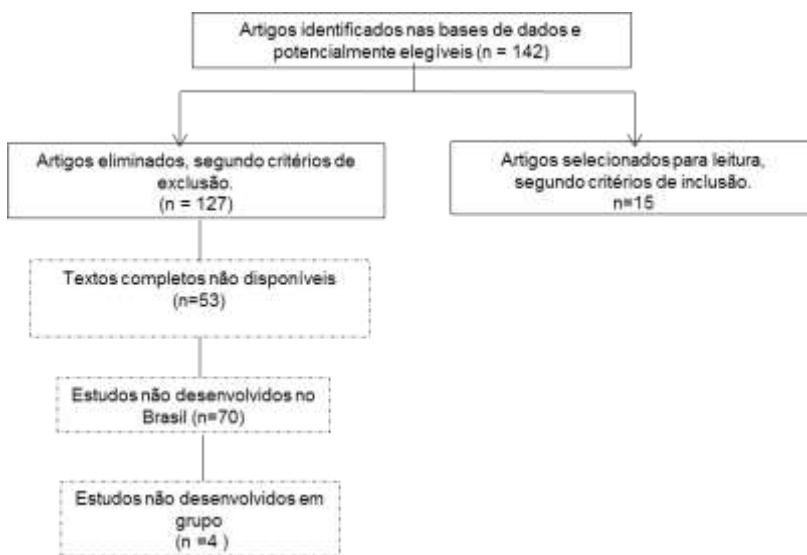 Artigos identificados nas bases de dados e
potencialmente elegíveis (n = 142)
Artigos eliminados, segundo critérios de
exclusão.
(n = 127)
Artigos selecionados para leitura,
segundo critérios de inclusão.
n=15
Textos completos não disponíveis
(n=53)
Estudos não desenvolvidos no
Brasil (n=70)
Estudos não desenvolvidos em
grupo
(n =4 )